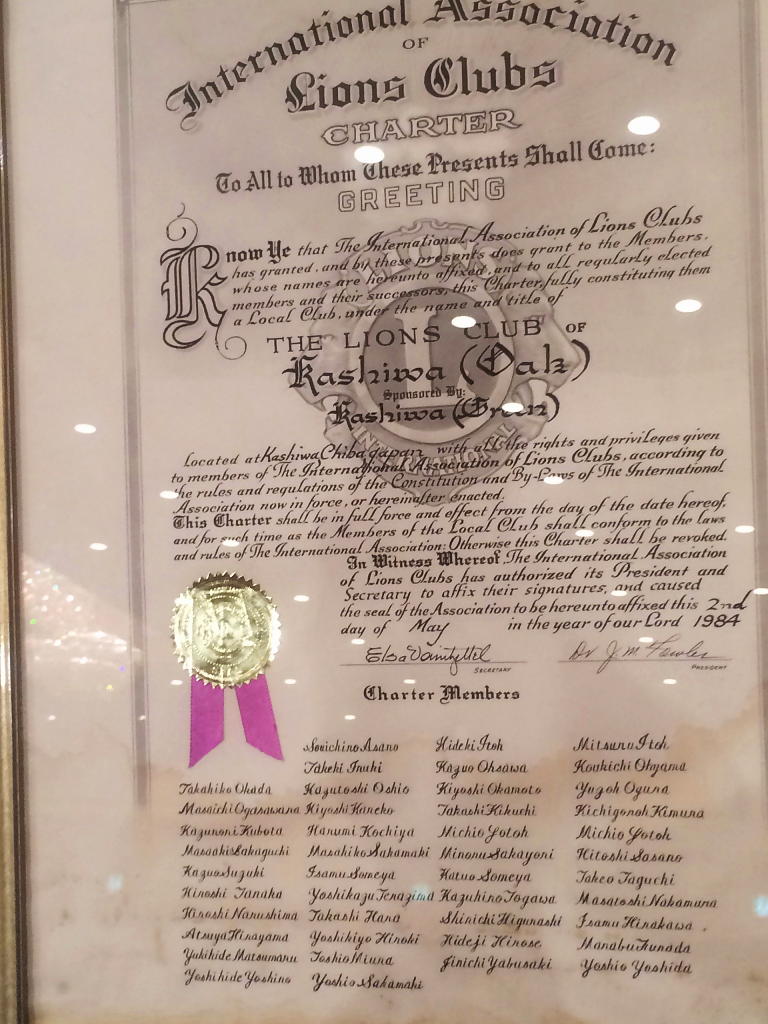 International Association
OF
Lions Clubs
CHARTER
To All to Whom These Presents Shall Come:
GREETING
Know Ye that The International Association of Lions Clubs
has granted, and by these presents does grant to the Members,
whose names are hereunto affixed, and to all regularly elected
members and their successors, this Charter, fully constituting them
a Local Club, under the name and title of
THE LIONS CLUB OF
Kashiwa (Oak)
Sponsored By:
Kashiwa (Green)
INTERNATIONAL
Located at Kashiwa Chiba Japan with all the rights and privileges given
to members of The International Association of Lions Clubs, according to
the rules and regulations of the Constitution and By-Laws of The International
Association now in force, or hereinafter enacted.
This Charter shall be in full force and effect from the day of the date hereof,
and for such time as the Members of the Local Club shall conform to the laws
and rules of The International Association: Otherwise this Charter shall be revoked.
In Witness Whereof, The International Association
of Lions Clubs has authorized its President and
Secretary to affix their signatures, and caused
the seal of the Association to be hereunto affixed this 2nd
day of May in the year of our Lord 1984
Dr J.M. Fowler
SECRETARY PRESIDENT
Charter Members
Souichiro Asano Hideki Itoh Mitsuru Itoh
Takeki Inuki Kazuo Ohsawa Koukichi Ohyama
Takahiko Okada Kazutoshi Oshio Kiyoshi Okamoto Yuzoh Ogura
Masaichi Ogasawara Kiyoshi Kaneko Takashi Kikuchi Kichigoroh Kimura
Kazunori Kubota Harumi Kochiya Michio Gotoh Michio Gotoh
Masaaki Sakaguchi Masahiko Sakamaki Minoru Sakayori Hitoshi Sasano
Kazuo Suzuki Isamu Someya Katuo Someya Takeo Taguchi
Hiroshi Tanaka Yoshikazu Terazima Kazuhiro Togawa Masatoshi Nakamura
Hiroshi Narushima Takashi Hara Shinichi Higurashi Isamu Hirakawa
Atsuya Hirayama Yoshikiyo Hiroki Hideji Hirose Manabu Funada
Yukihide Matsumaru Toshio Miura Jinichi Yabusaki Yoshio Yoshida
Yoshihide Yoshino Yoshio Sakamaki